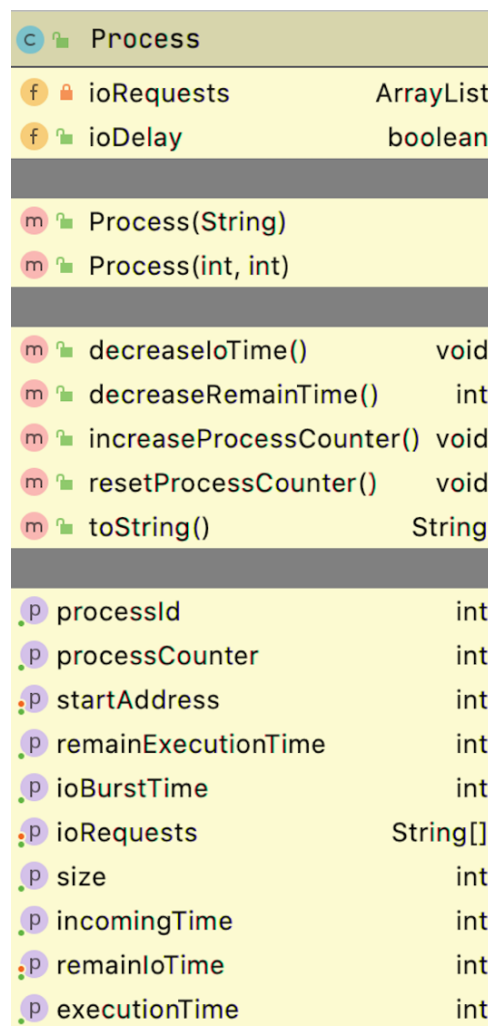 C Process
f ioRequests ArrayList
f ioDelay boolean
m Process(String)
m Process(int, int)
m decreaseIoTime() void
m decreaseRemainTime() int
m increaseProcessCounter() void
m resetProcessCounter() void
m toString() String
p processId int
p processCounter int
p startAddress int
p remainExecutionTime int
p ioBurstTime int
p ioRequests String[]
p size int
p incomingTime int
p remainIoTime int
p executionTime int